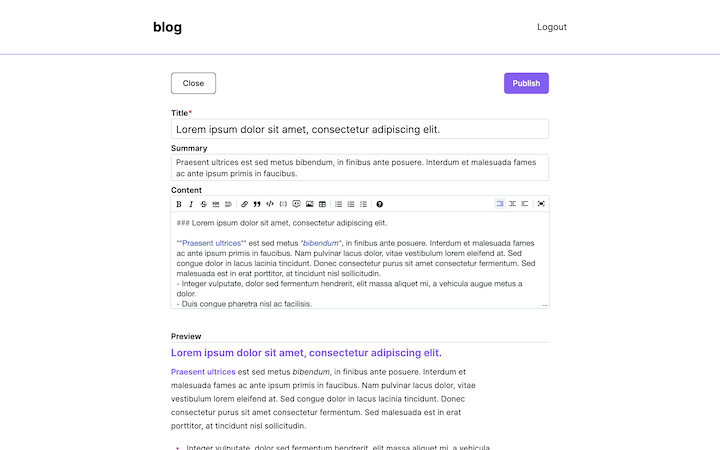 blog
Logout
Close
Publish
Title*
Lorem ipsum dolor sit amet, consectetur adipiscing elit.
Summary
Praesent ultrices est sed metus bibendum, in finibus ante posuere. Interdum et malesuada fames
ac ante ipsum primis in faucibus.
Content
### Lorem ipsum dolor sit amet, consectetur adipiscing elit.
**Praesent ultrices** est sed metus *bibendum*, in finibus ante posuere. Interdum et malesuada fames
ac ante ipsum primis in faucibus. Nam pulvinar lacus dolor, vitae vestibulum lorem eleifend at. Sed
congue dolor in lacus lacinia tincidunt. Donec consectetur purus sit amet consectetur fermentum. Sed
malesuada est in erat porttitor, at tincidunt nisl sollicitudin.
- Integer vulputate, dolor sed fermentum hendrerit, elit massa aliquet mi, a vehicula augue metus a
dolor.
- Duis congue pharetra nisl ac facilisis.
Preview
Lorem ipsum dolor sit amet, consectetur adipiscing elit.
Praesent ultrices est sed metus bibendum, in finibus ante posuere. Interdum et
malesuada fames ac ante ipsum primis in faucibus. Nam pulvinar lacus dolor, vitae
vestibulum lorem eleifend at. Sed congue dolor in lacus lacinia tincidunt. Donec
consectetur purus sit amet consectetur fermentum. Sed malesuada est in erat
porttitor, at tincidunt nisl sollicitudin.
• Integer vulputate, dolor sed fermentum hendrerit, elit massa aliquet mi, a vehicula